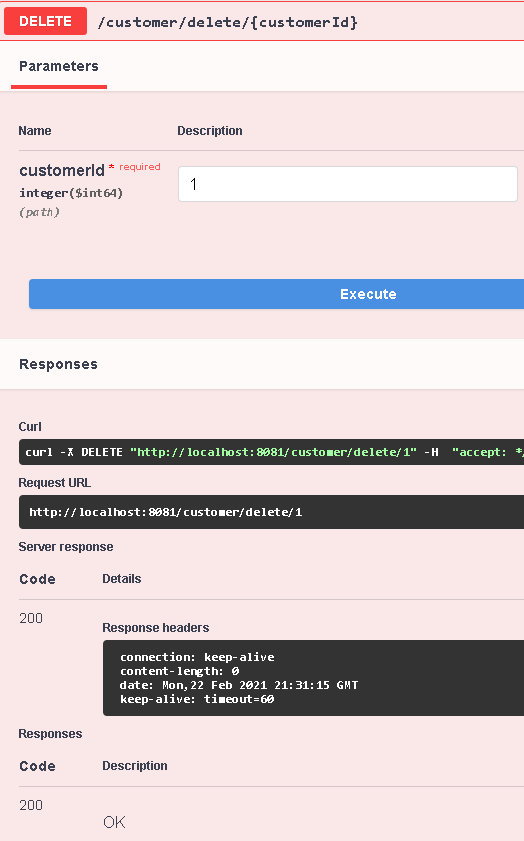 DELETE /customer/delete/{customerId}
Parameters
Name Description
customerId * required
integer($int64)
(path)
1
Execute
Responses
Curl
curl -X DELETE "http://localhost:8081/customer/delete/1" -H "accept: */
Request URL
http://localhost:8081/customer/delete/1
Server response
Code Details
200
Response headers
connection: keep-alive
content-length: 0
date: Mon,22 Feb 2021 21:31:15 GMT
keep-alive: timeout=60
Responses
Code Description
200
OK